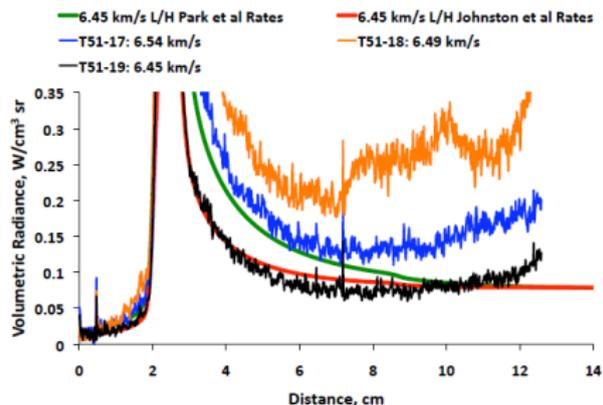 6.45 km/s L/H Park et al Rates
6.45 km/s L/H Johnston et al Rates
T51-17: 6.54 km/s
T51-18: 6.49 km/s
T51-19: 6.45 km/s
Volumetric Radiance, W/cm³ sr
0.35
0.3
0.25
0.2
0.15
0.1
0.05
0
0 2 4 6 8 10 12 14
Distance, cm